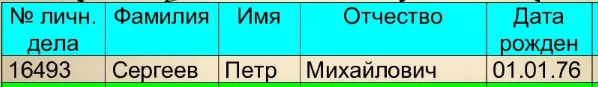 № личн. дела Фамилия Имя Отчество Дата рожден
16493 Сергеев Петр Михайлович 01.01.76